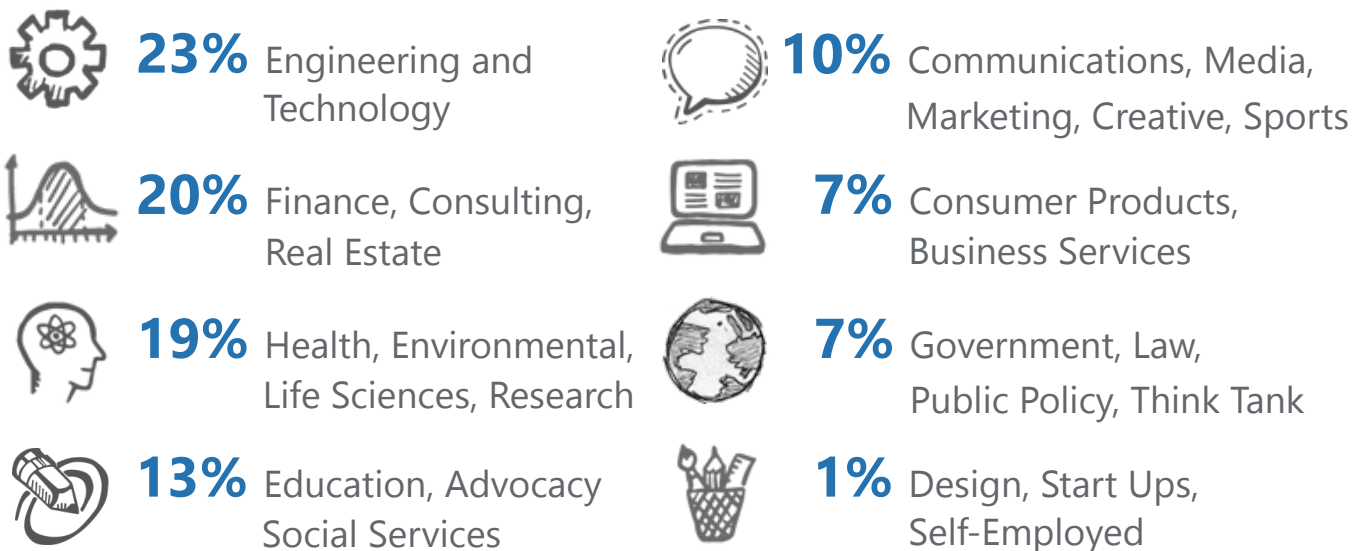 23% Engineering and
Technology
20% Finance, Consulting,
Real Estate
19% Health, Environmental,
Life Sciences, Research
13% Education, Advocacy
Social Services
10% Communications, Media,
Marketing, Creative, Sports
7% Consumer Products,
Business Services
7% Government, Law,
Public Policy, Think Tank
1% Design, Start Ups,
Self-Employed